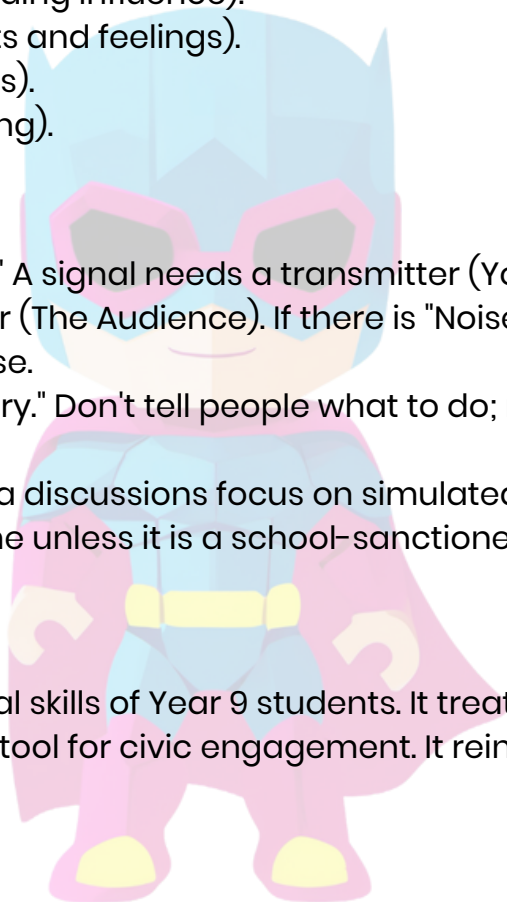 ding influence).
ts and feelings).
s).
ng).
" A signal needs a transmitter (Yo
r (The Audience). If there is "Noise
se.
ry." Don't tell people what to do;
a discussions focus on simulated
ne unless it is a school-sanctione
al skills of Year 9 students. It treat
tool for civic engagement. It rein